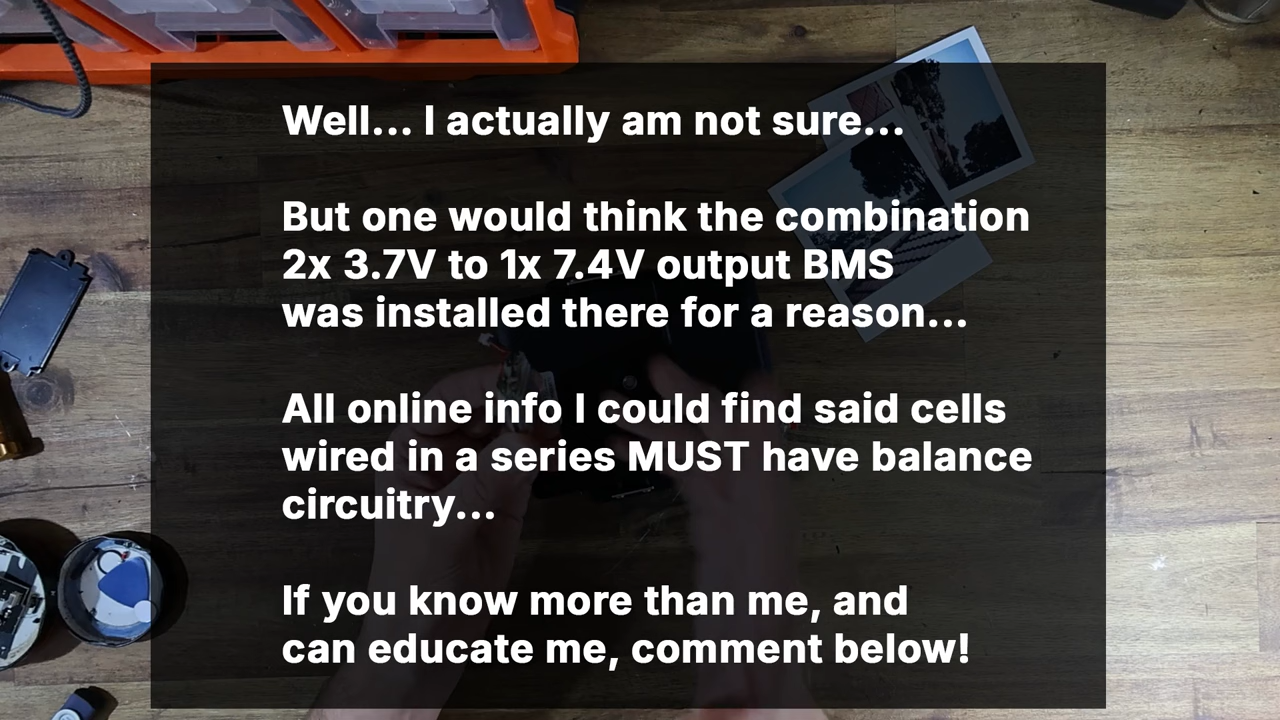 Well... I actually am not sure...
But one would think the combination
2x 3.7V to 1x 7.4V output BMS
was installed there for a reason...
All online info I could find said cells
wired in a series MUST have balance
circuitry...
If you know more than me, and
can educate me, comment below!